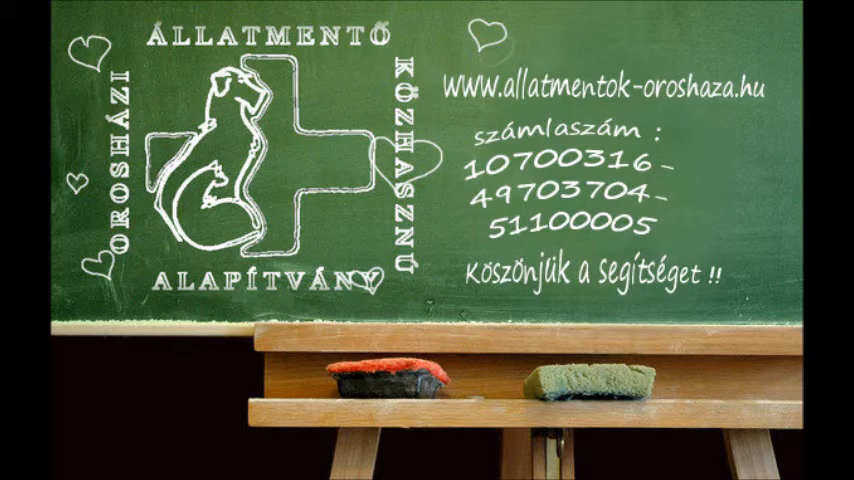 OROSHÁZI
ÁLLATMENTŐ
KÖZHASZNÚ
ALAPÍTVÁNY
www.allatmentok-oroshaza.hu
számlaszám :
10700316-
49703704-
51100005
Köszönjük a segítséget !!